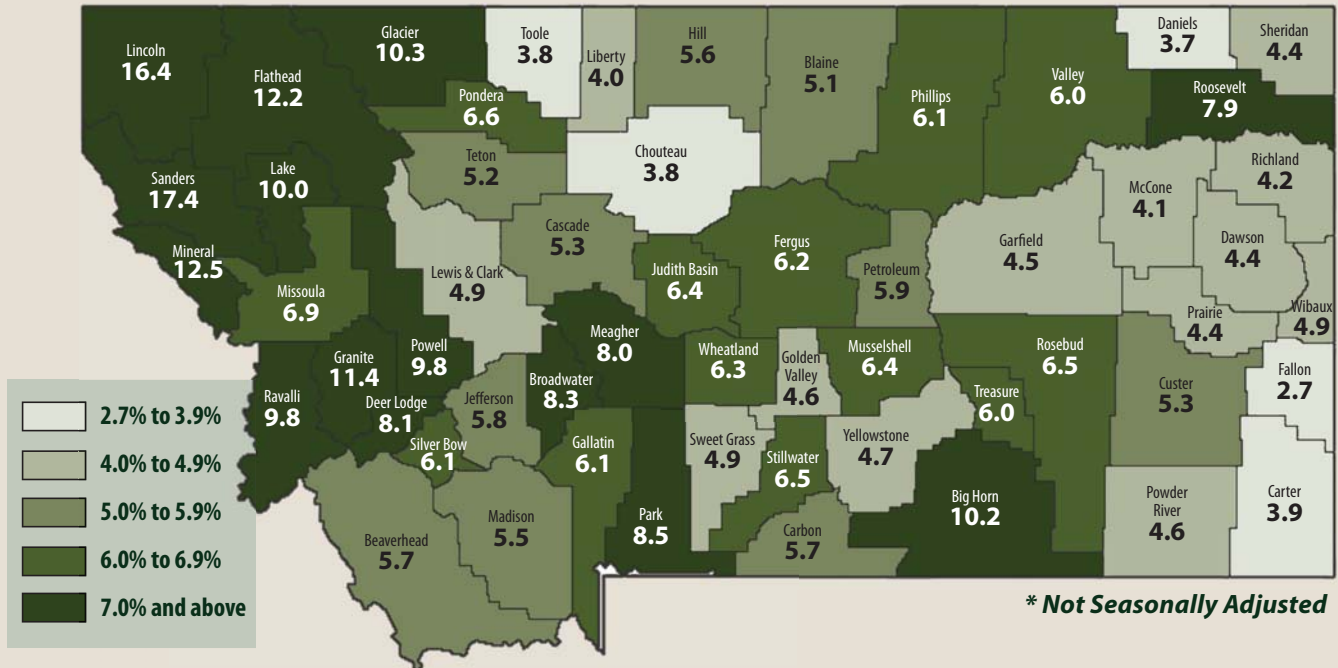 Lincoln
16.4
Flathead
12.2
Glacier
10.3
Toole
3.8
Liberty
4.0
Hill
5.6
Blaine
5.1
Phillips
6.1
Valley
6.0
Daniels
3.7
Sheridan
4.4
Roosevelt
7.9
Pondera
6.6
Teton
5.2
Chouteau
3.8
Sanders
17.4
Lake
10.0
Richland
4.2
McCone
4.1
Mineral
12.5
Missoula
6.9
Lewis & Clark
4.9
Cascade
5.3
Judith Basin
6.4
Fergus
6.2
Petroleum
5.9
Garfield
4.5
Dawson
4.4
Prairie
4.4
Wibaux
4.9
Ravalli
9.8
Granite
11.4
Powell
9.8
Deer Lodge
8.1
Silver Bow
6.1
Jefferson
5.8
Broadwater
8.3
Meagher
8.0
Wheatland
6.3
Golden
Valley
4.6
Musselshell
6.4
Treasure
6.0
Rosebud
6.5
Custer
5.3
Fallon
2.7
Gallatin
6.1
Park
8.5
Sweet Grass
4.9
Stillwater
6.5
Yellowstone
4.7
Big Horn
10.2
Powder
River
4.6
Carter
3.9
Beaverhead
5.7
Madison
5.5
Carbon
5.7
2.7% to 3.9%
4.0% to 4.9%
5.0% to 5.9%
6.0% to 6.9%
7.0% and above
* Not Seasonally Adjusted